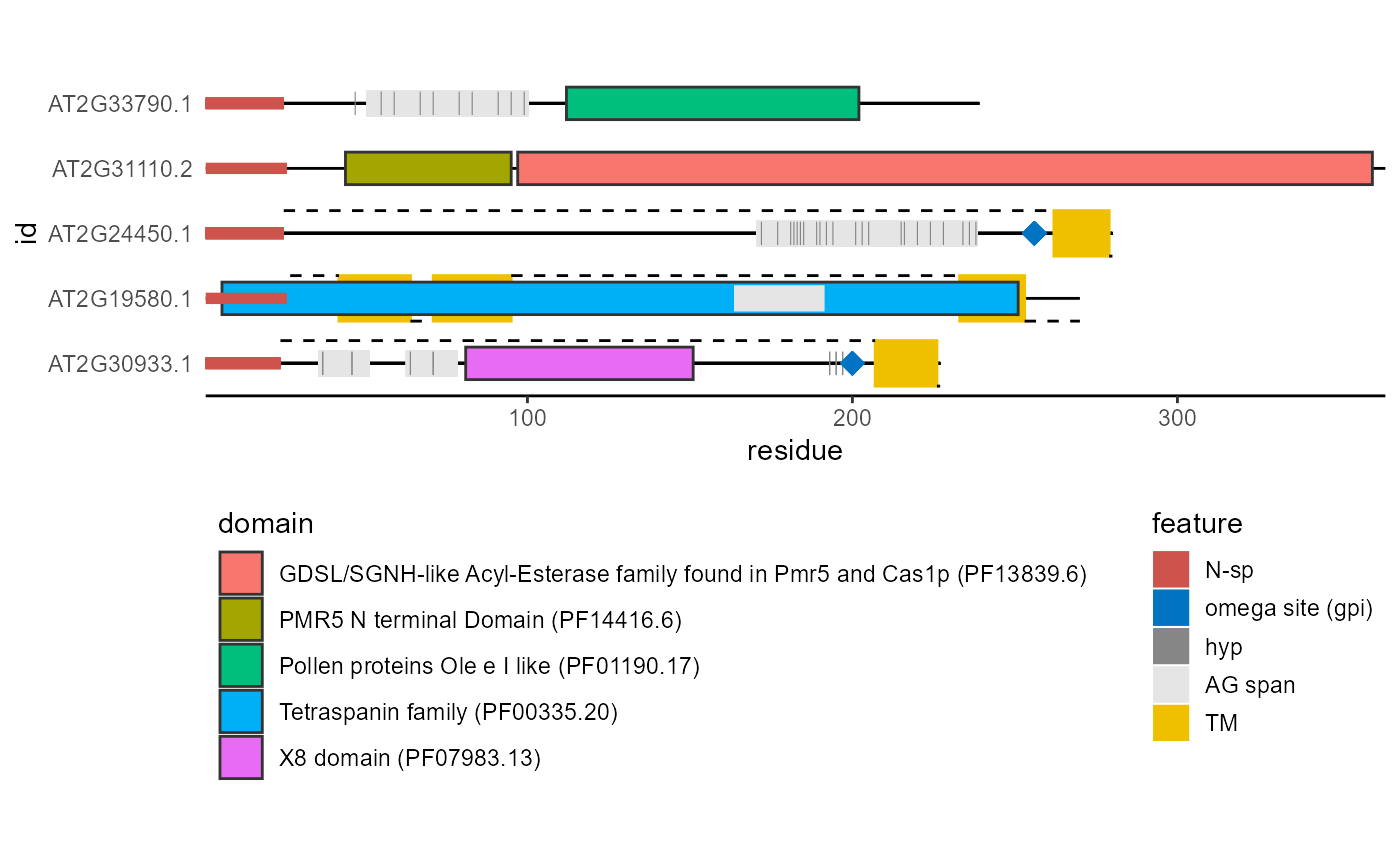 AT2G33790.1
AT2G31110.2
AT2G24450.1
AT2G19580.1
AT2G30933.1
id
100 200 300
residue
domain
GDSL/SGNH-like Acyl-Esterase family found in Pmr5 and Cas1p (PF13839.6)
PMR5 N terminal Domain (PF14416.6)
Pollen proteins Ole e I like (PF01190.17)
Tetraspanin family (PF00335.20)
X8 domain (PF07983.13)
feature
N-sp
omega site (gpi)
hyp
AG span
TM